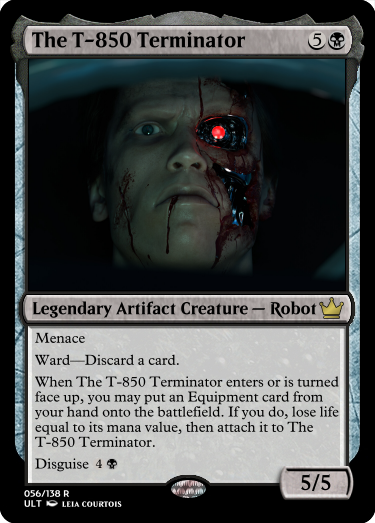 The T-850 Terminator 5
Legendary Artifact Creature — Robot
Menace
Ward—Discard a card.
When The T-850 Terminator enters or is turned
face up, you may put an Equipment card from
your hand onto the battlefield. If you do, lose life
equal to its mana value, then attach it to The
T-850 Terminator.
Disguise 4
5/5
056/138 R
ULT LEIA COURTOIS